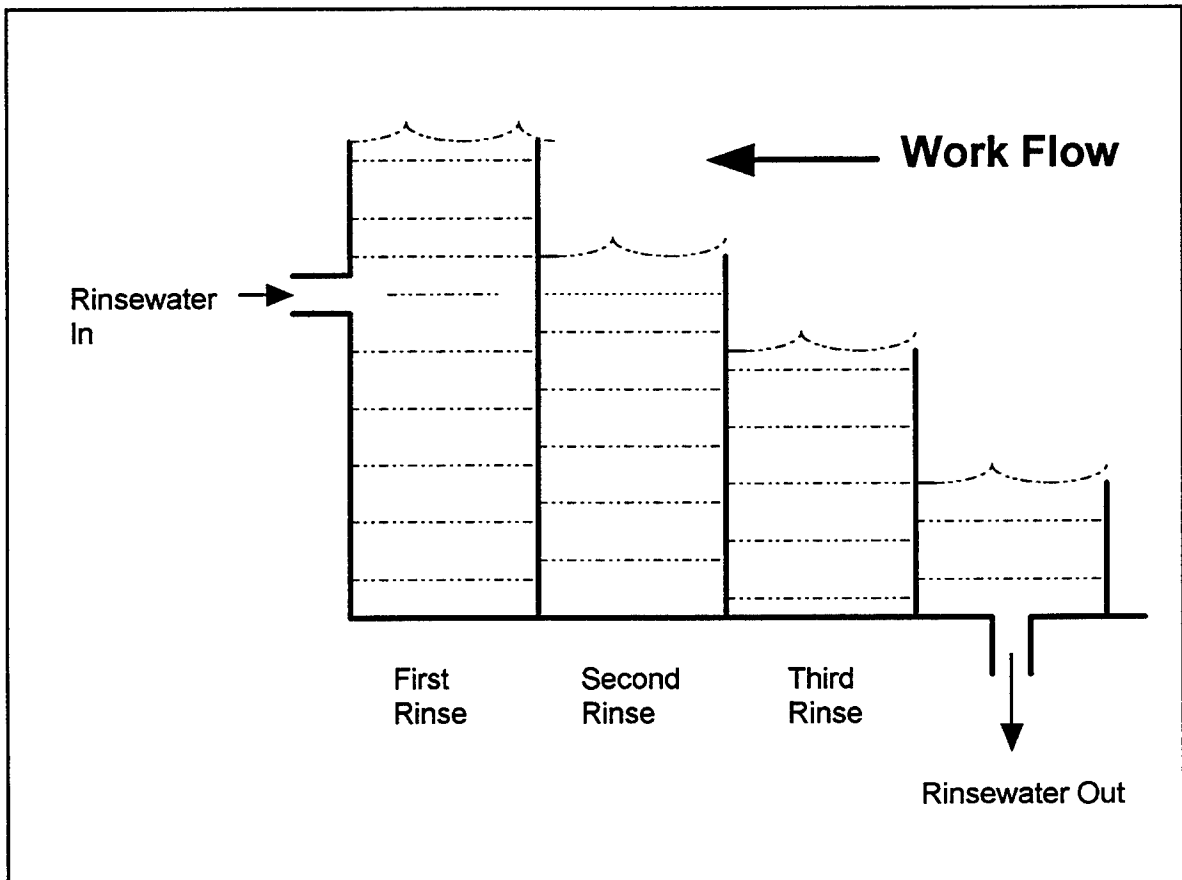 Work Flow
Rinsewater
In
First
Rinse
Second
Rinse
Third
Rinse
Rinsewater Out